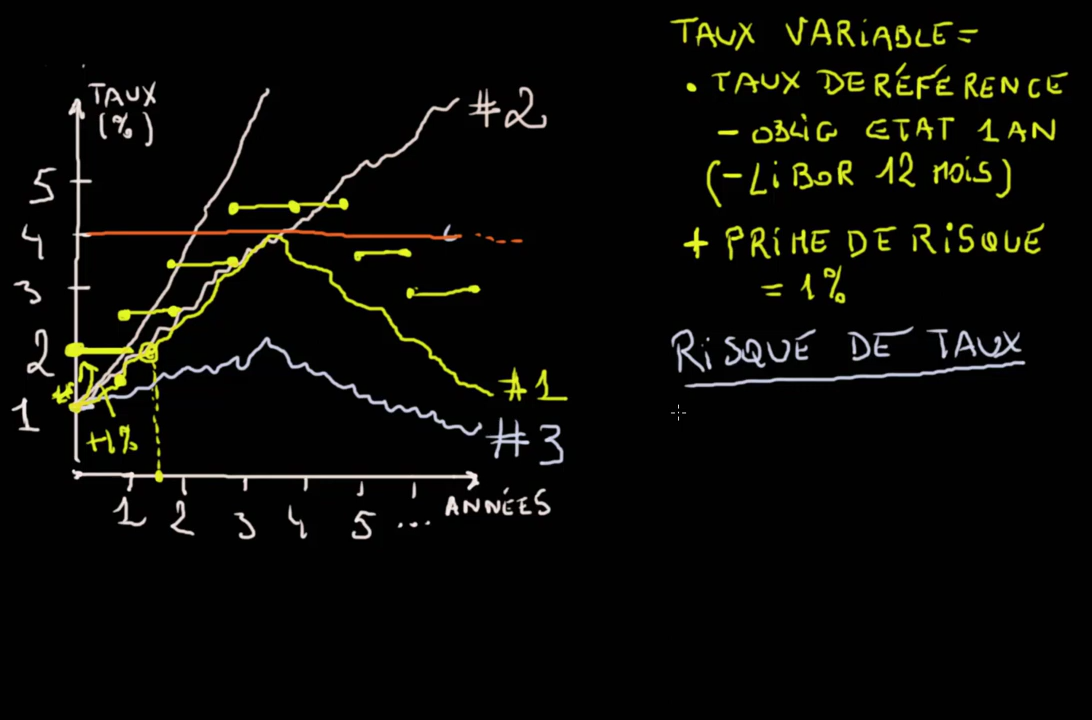 TAUX
(%)
5
4
3
2
1
+1%
1 2 3 4 5 ... ANNÉES
#2
#1
#3
TAUX VARIABLE =
• TAUX DE RÉFÉRENCE
- OBLIG ETAT 1 AN
(- LIBOR 12 MOIS)
+ PRIME DE RISQUE
= 1%
RISQUE DE TAUX